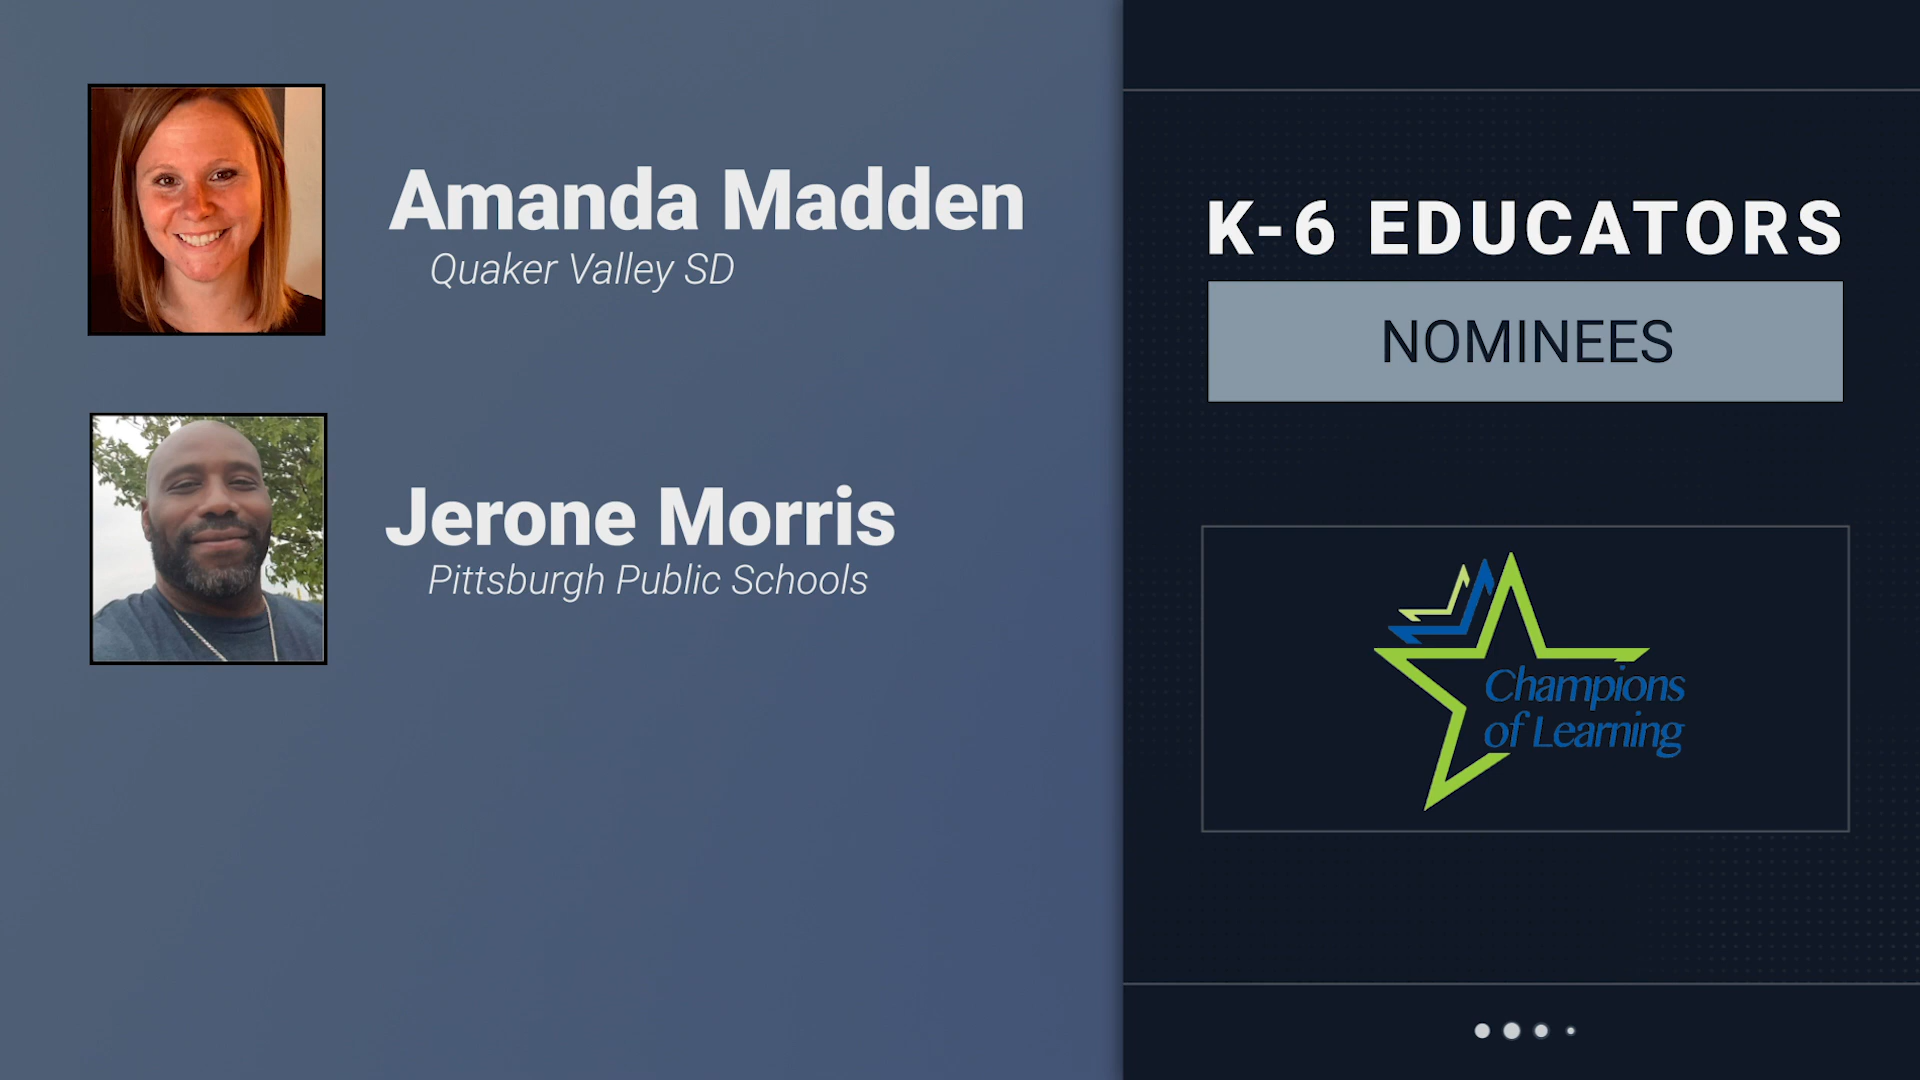 Amanda Madden
Quaker Valley SD
Jerone Morris
Pittsburgh Public Schools
K-6 EDUCATORS
NOMINEES
Champions
of Learning